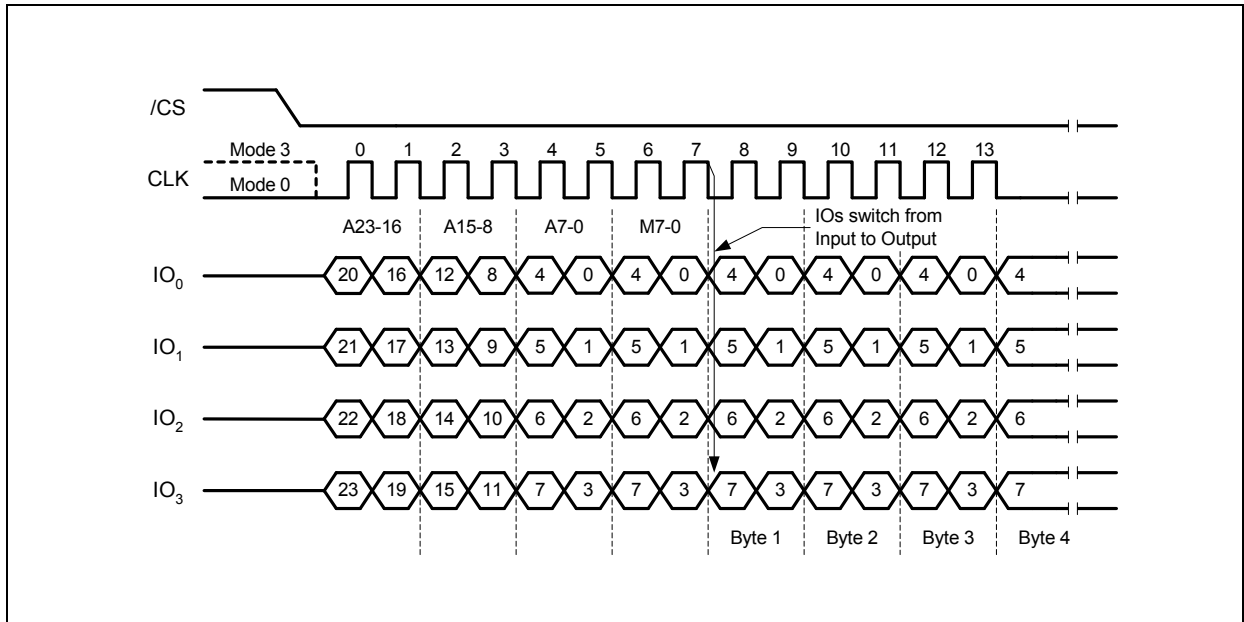 /CS
Mode 3 0 1 2 3 4 5 6 7 8 9 10 11 12 13
CLK
Mode 0
A23-16 A15-8 A7-0 M7-0 IOs switch from
Input to Output
IO0 20 16 12 8 4 0 4 0 4 0 4 0 4 0 4
IO1 21 17 13 9 5 1 5 1 5 1 5 1 5 1 5
IO2 22 18 14 10 6 2 6 2 6 2 6 2 6 2 6
IO3 23 19 15 11 7 3 7 3 7 3 7 3 7 3 7
Byte 1 Byte 2 Byte 3 Byte 4